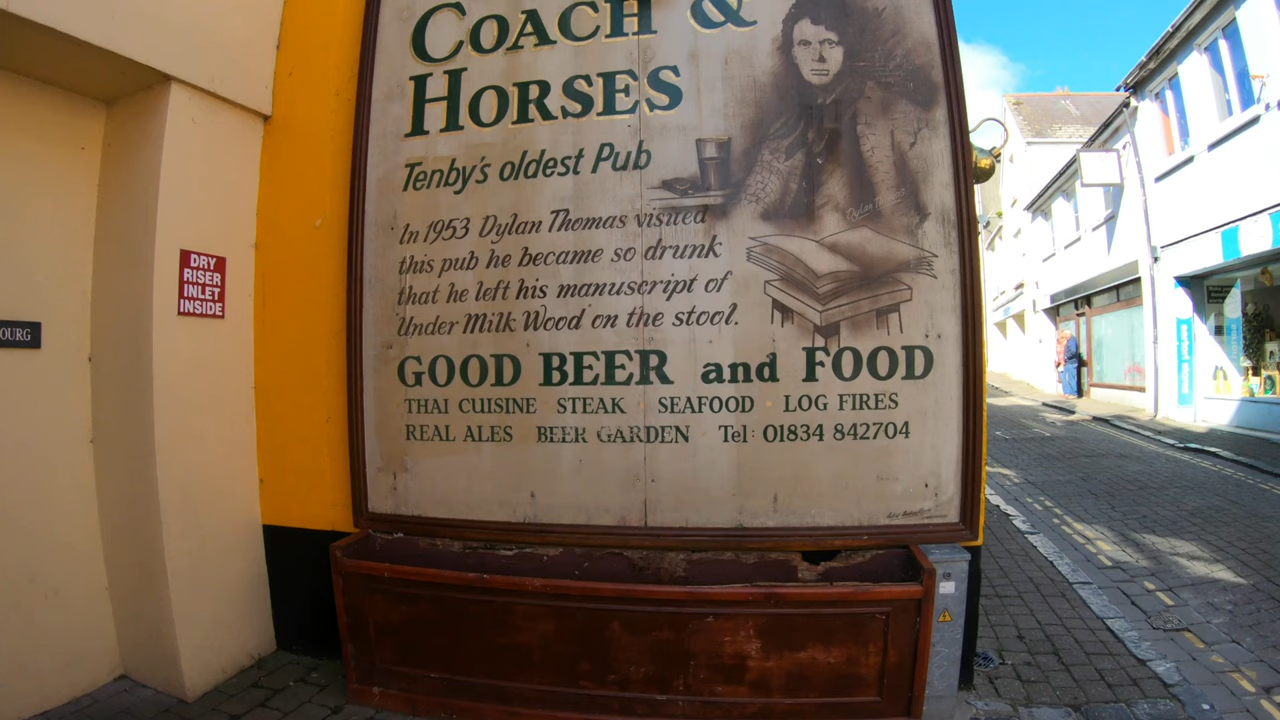 COACH &
HORSES
Tenby's oldest Pub
In 1953 Dylan Thomas visited
this pub he became so drunk
that he left his manuscript of
Under Milk Wood on the stool.
Dylan Thomas
GOOD BEER and FOOD
THAI CUISINE STEAK · SEAFOOD · LOG FIRES
REAL ALES BEER GARDEN Tel: 01834 842704
DRY
RISER
INLET
INSIDE
OURG